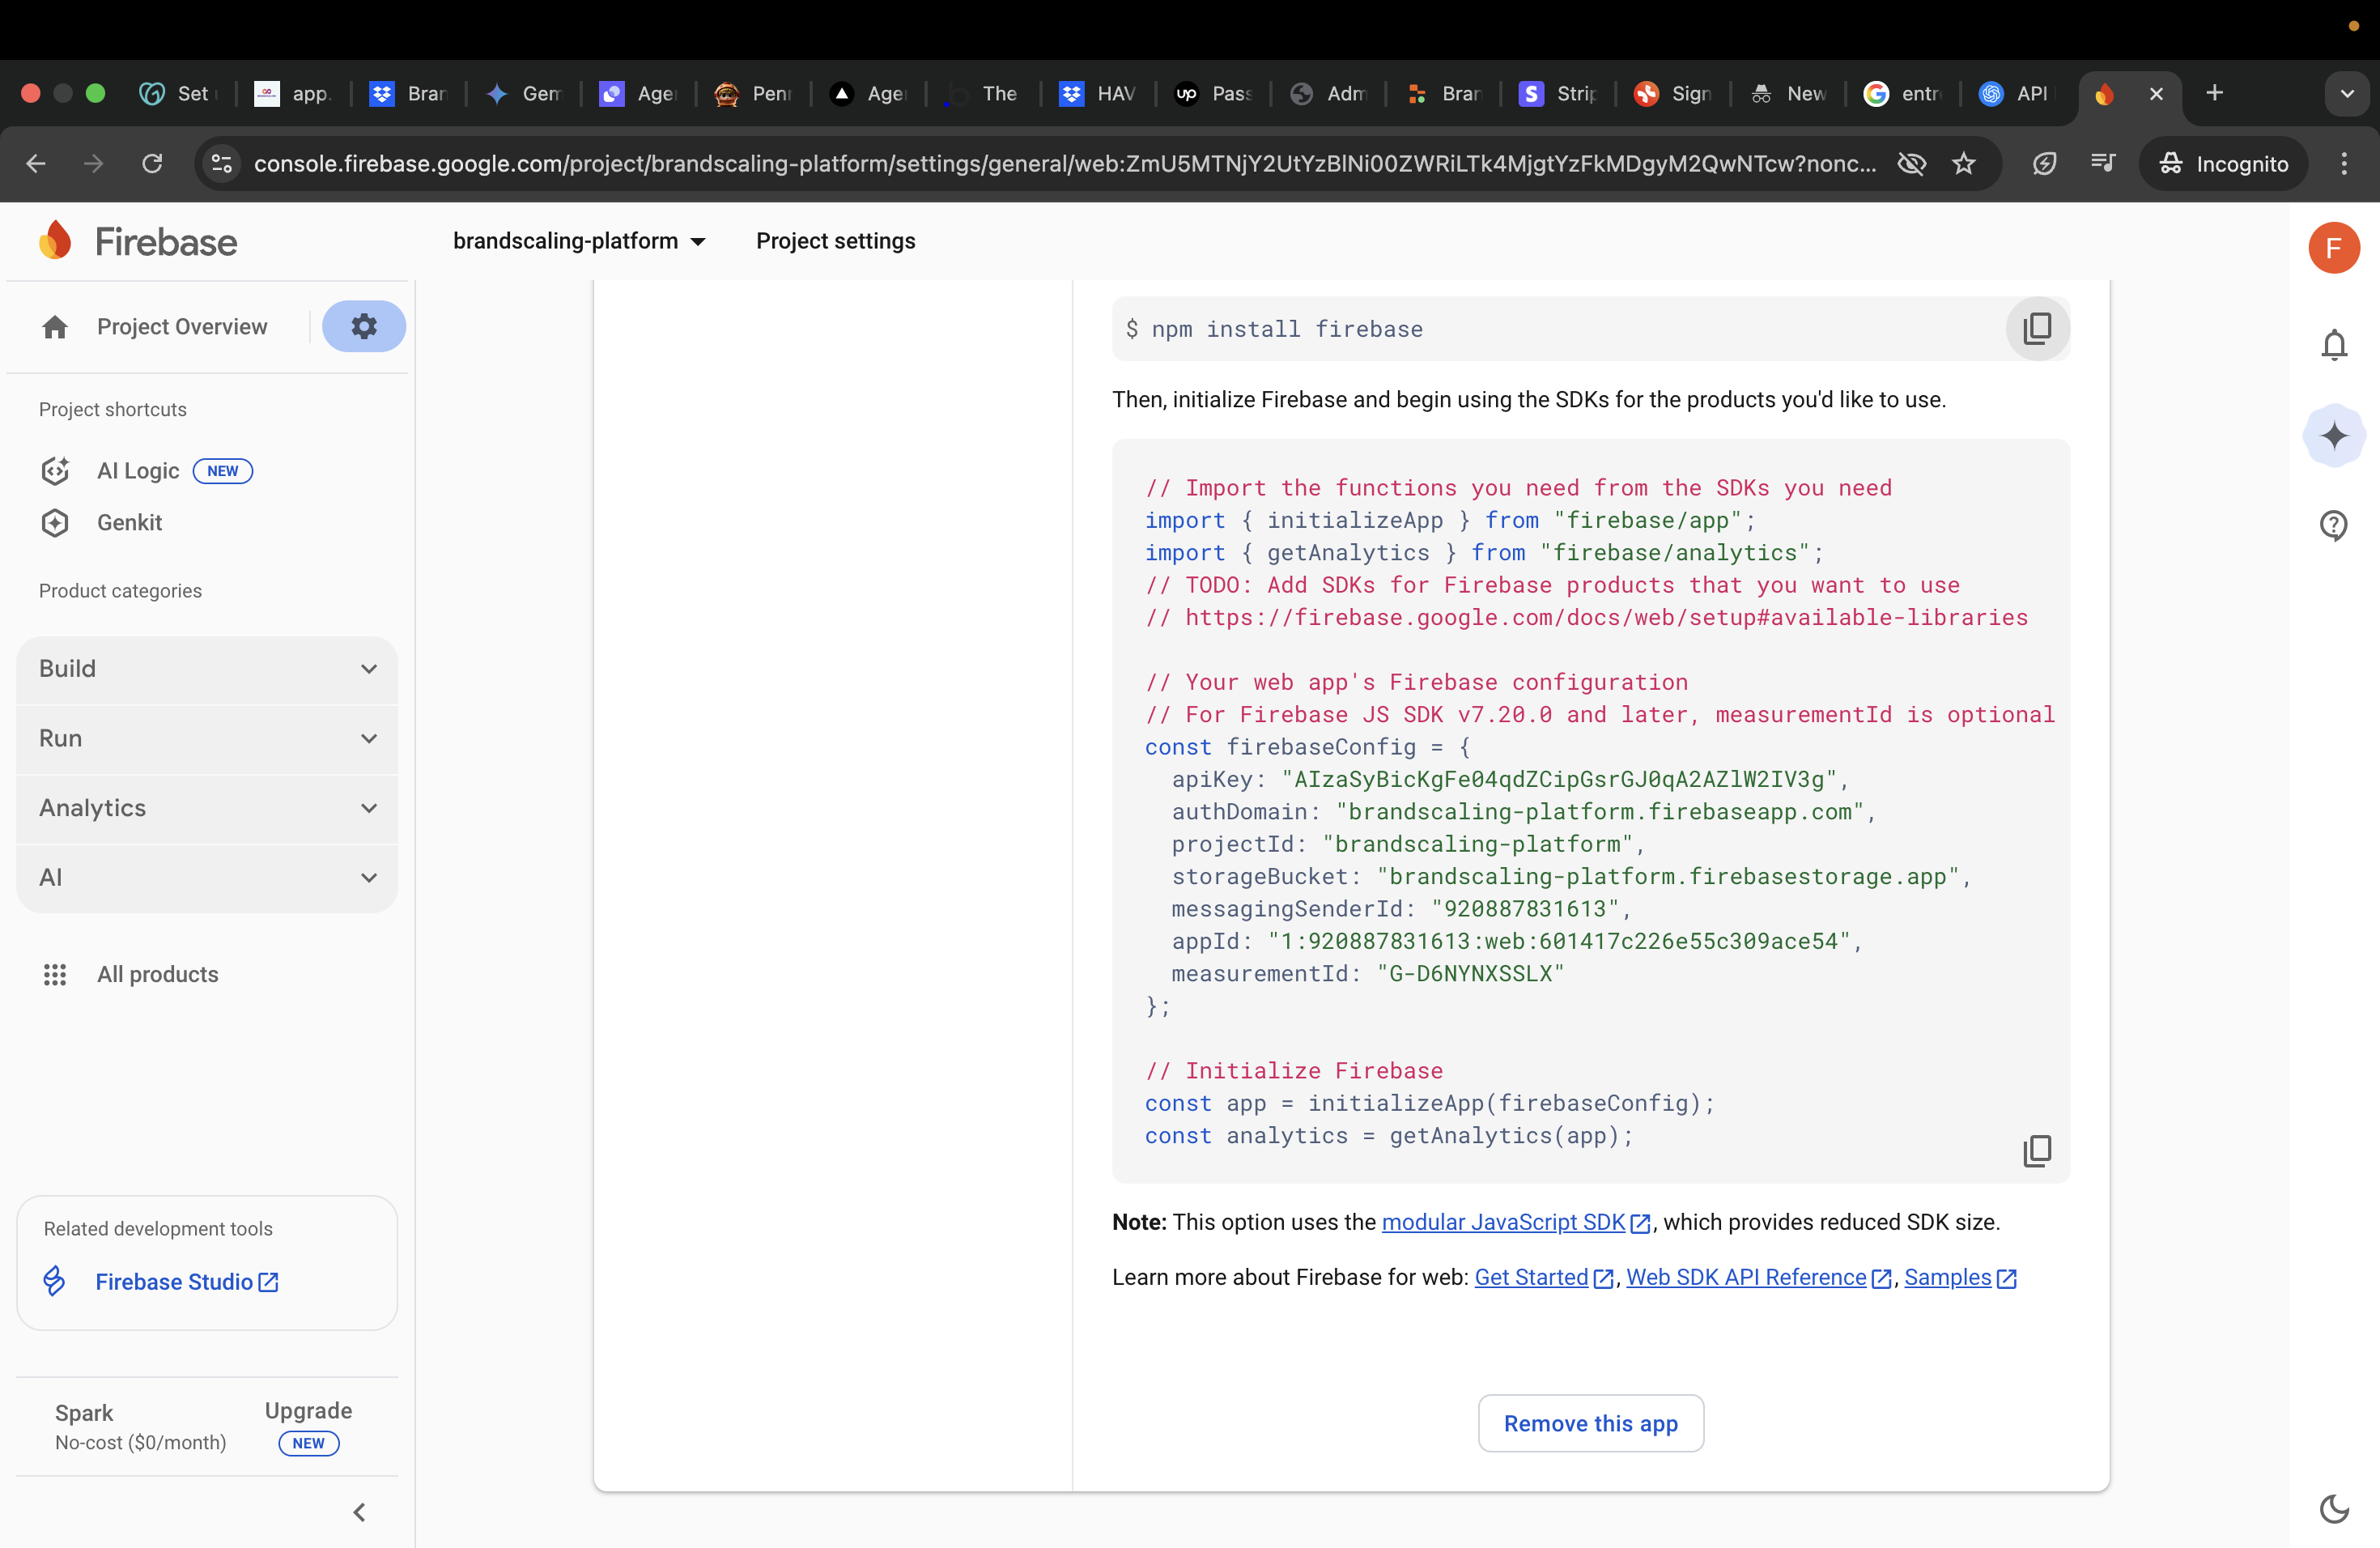 Set
app.
Bran
Gem
Age
Penn
Age
The
HAV
Pass
Adm
Bran
Strip
Sign
New
entr
API
console.firebase.google.com/project/brandscaling-platform/settings/general/web:ZmU5MTNjY2UtYzBlNi00ZWRiLTk4MjgtYzFkMDgyM2QwNTcw?nonc...
Incognito
Firebase
brandscaling-platform
Project settings
F
Project Overview
Project shortcuts
AI Logic NEW
Genkit
Product categories
Build
Run
Analytics
AI
All products
Related development tools
Firebase Studio
Spark
No-cost ($0/month)
Upgrade
NEW
$ npm install firebase
Then, initialize Firebase and begin using the SDKs for the products you'd like to use.
// Import the functions you need from the SDKs you need
import { initializeApp } from "firebase/app";
import { getAnalytics } from "firebase/analytics";
// TODO: Add SDKs for Firebase products that you want to use
// https://firebase.google.com/docs/web/setup#available-libraries
// Your web app's Firebase configuration
// For Firebase JS SDK v7.20.0 and later, measurementId is optional
const firebaseConfig = {
apiKey: "AIzaSyBicKgFe04qdZCipGsrGJ0qA2AZlW2IV3g",
authDomain: "brandscaling-platform.firebaseapp.com",
projectId: "brandscaling-platform",
storageBucket: "brandscaling-platform.firebasestorage.app",
messagingSenderId: "920887831613",
appId: "1:920887831613:web:601417c226e55c309ace54",
measurementId: "G-D6NYNXSSLX"
};
// Initialize Firebase
const app = initializeApp(firebaseConfig);
const analytics = getAnalytics(app);
Note: This option uses the modular JavaScript SDK, which provides reduced SDK size.
Learn more about Firebase for web: Get Started, Web SDK API Reference, Samples
Remove this app